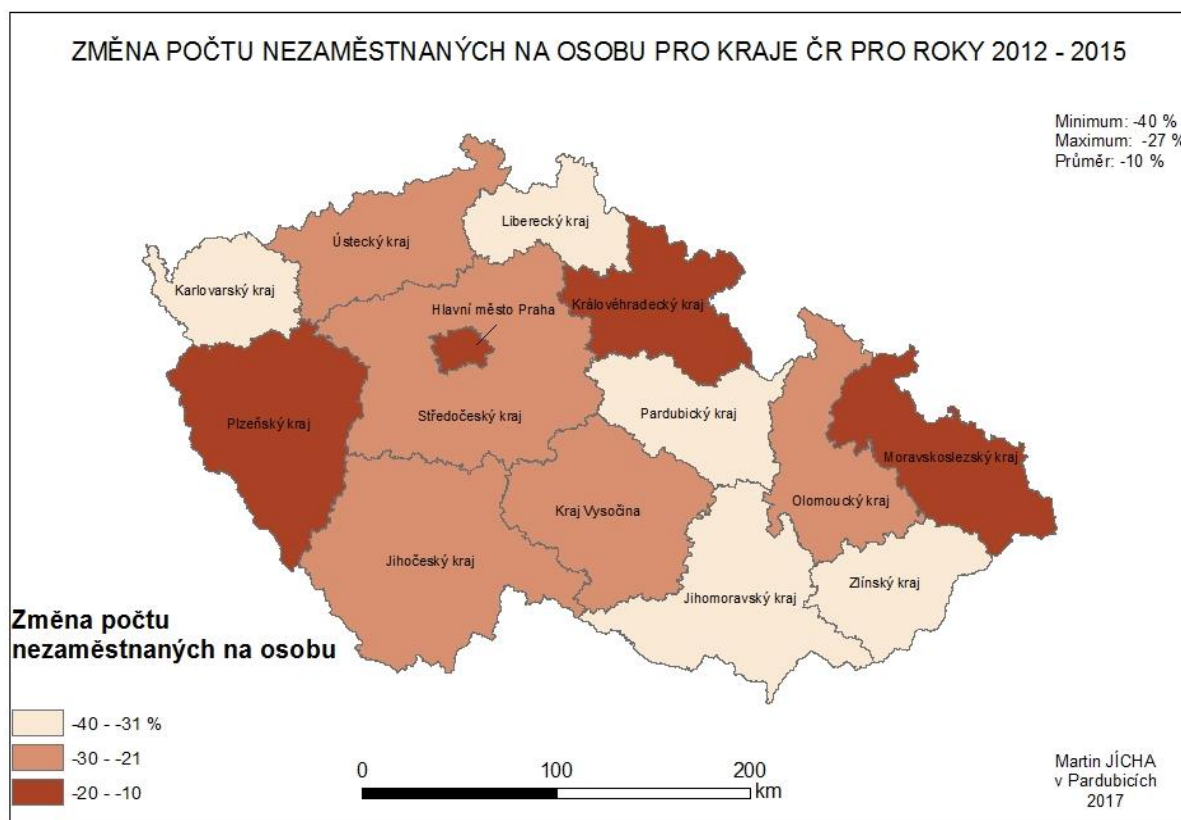 ZMĚNA POČTU NEZAMĚSTNANÝCH NA OSOBU PRO KRAJE ČR PRO ROKY 2012 - 2015
Minimum: -40 %
Maximum: -27 %
Průměr: -10 %
Liberecký kraj
Ústecký kraj
Karlovarský kraj
Královéhradecký kraj
Hlavní město Praha
Pardubický kraj
Středočeský kraj
Plzeňský kraj
Moravskoslezský kraj
Olomoucký kraj
Kraj Vysočina
Jihočeský kraj
Zlínský kraj
Jihomoravský kraj
Změna počtu
nezaměstnaných na osobu
-40 - -31 %
-30 - -21
-20 - -10
0 100 200
km
Martin JÍCHA
v Pardubicích
2017